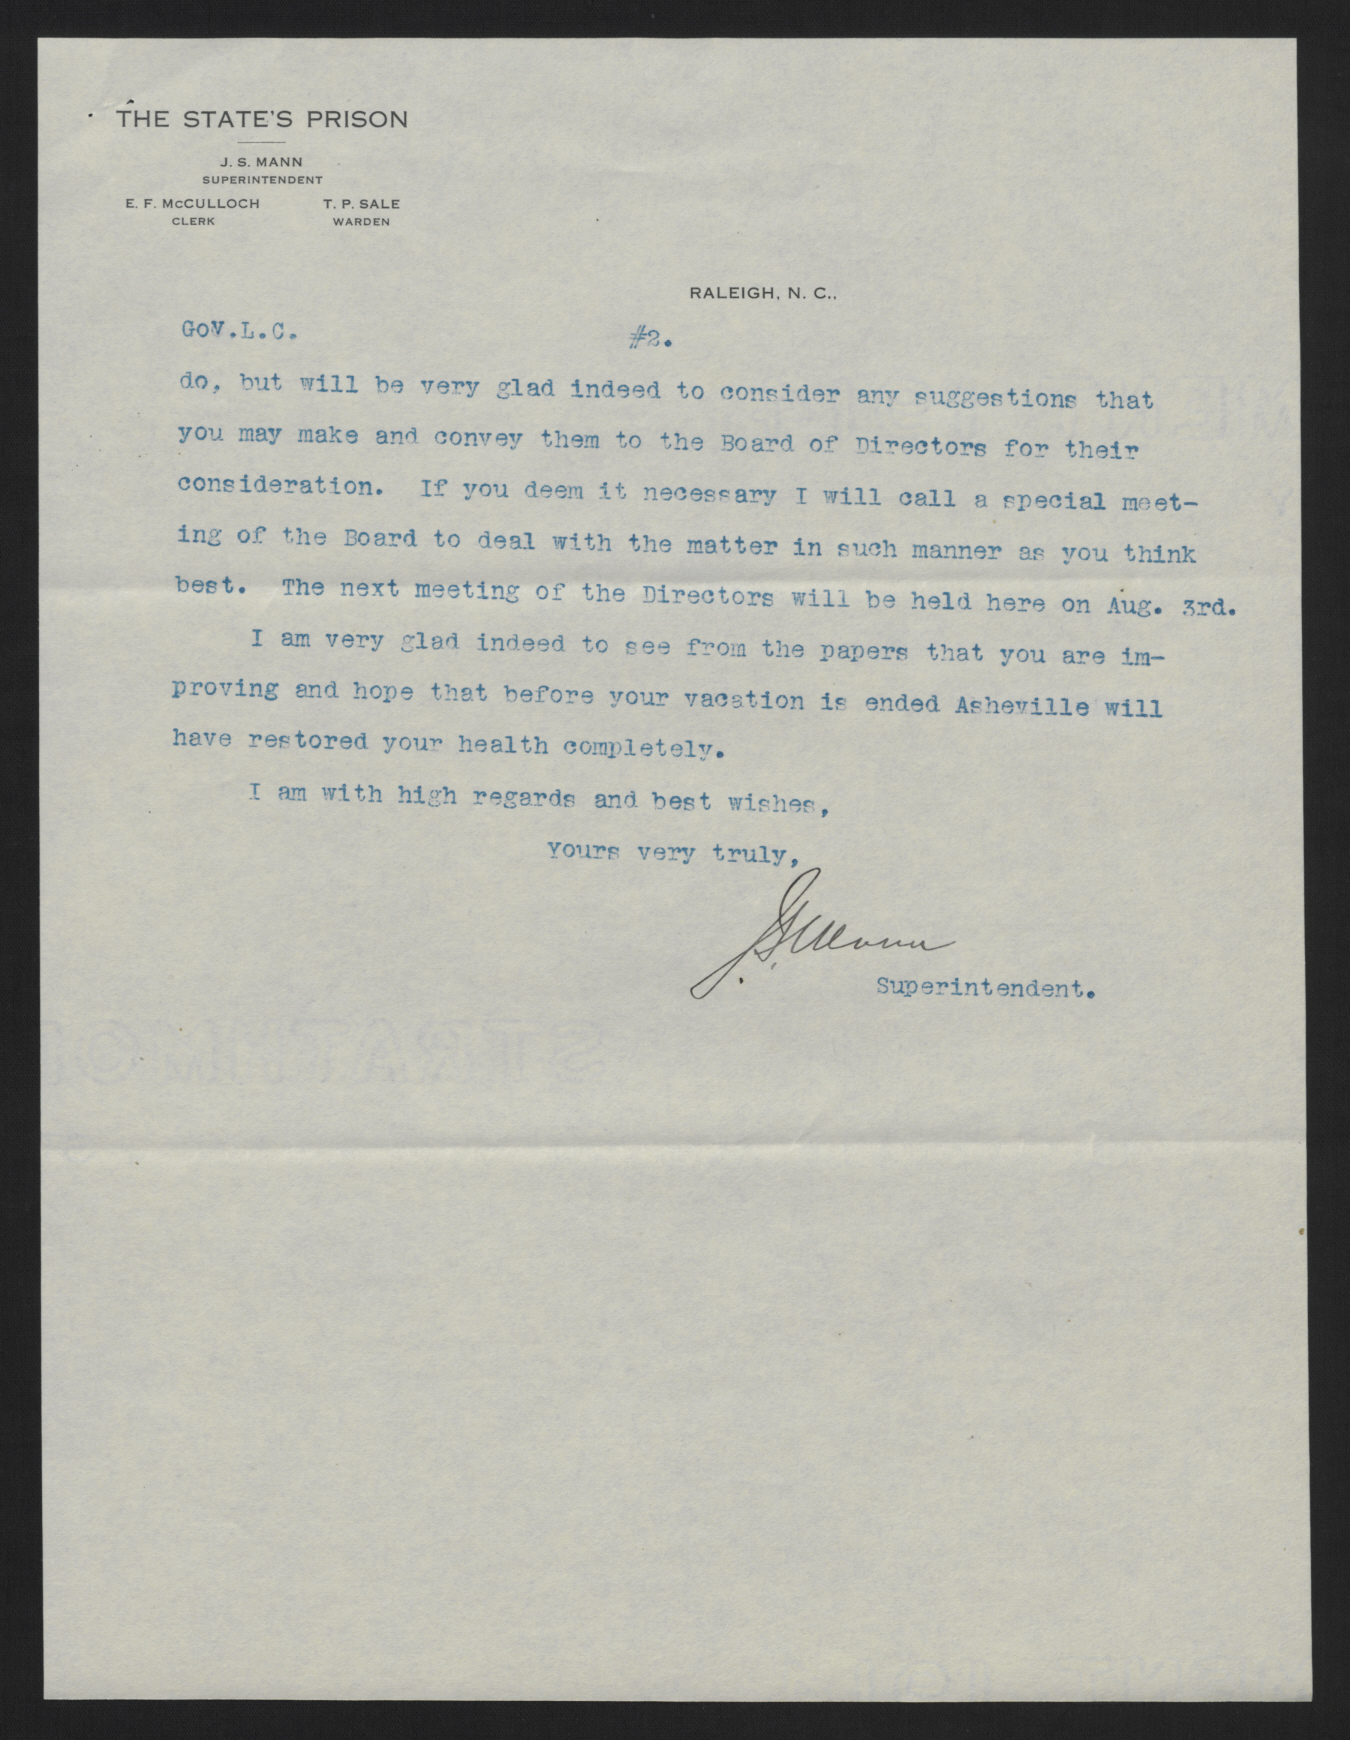 THE STATE'S PRISON
J. S. MANN
SUPERINTENDENT
E. F. McCULLOCH T. P. SALE
CLERK WARDEN
RALEIGH, N. C.,
Gov.L.C. #2.
do, but will be very glad indeed to consider any suggestions that
you may make and convey them to the Board of Directors for their
consideration. If you deem it necessary I will call a special meet-
ing of the Board to deal with the matter in such manner as you think
best. The next meeting of the Directors will be held here on Aug. 3rd.
I am very glad indeed to see from the papers that you are im-
proving and hope that before your vacation is ended Asheville will
have restored your health completely.
I am with high regards and best wishes,
Yours very truly,
J. S. Mann
Superintendent.